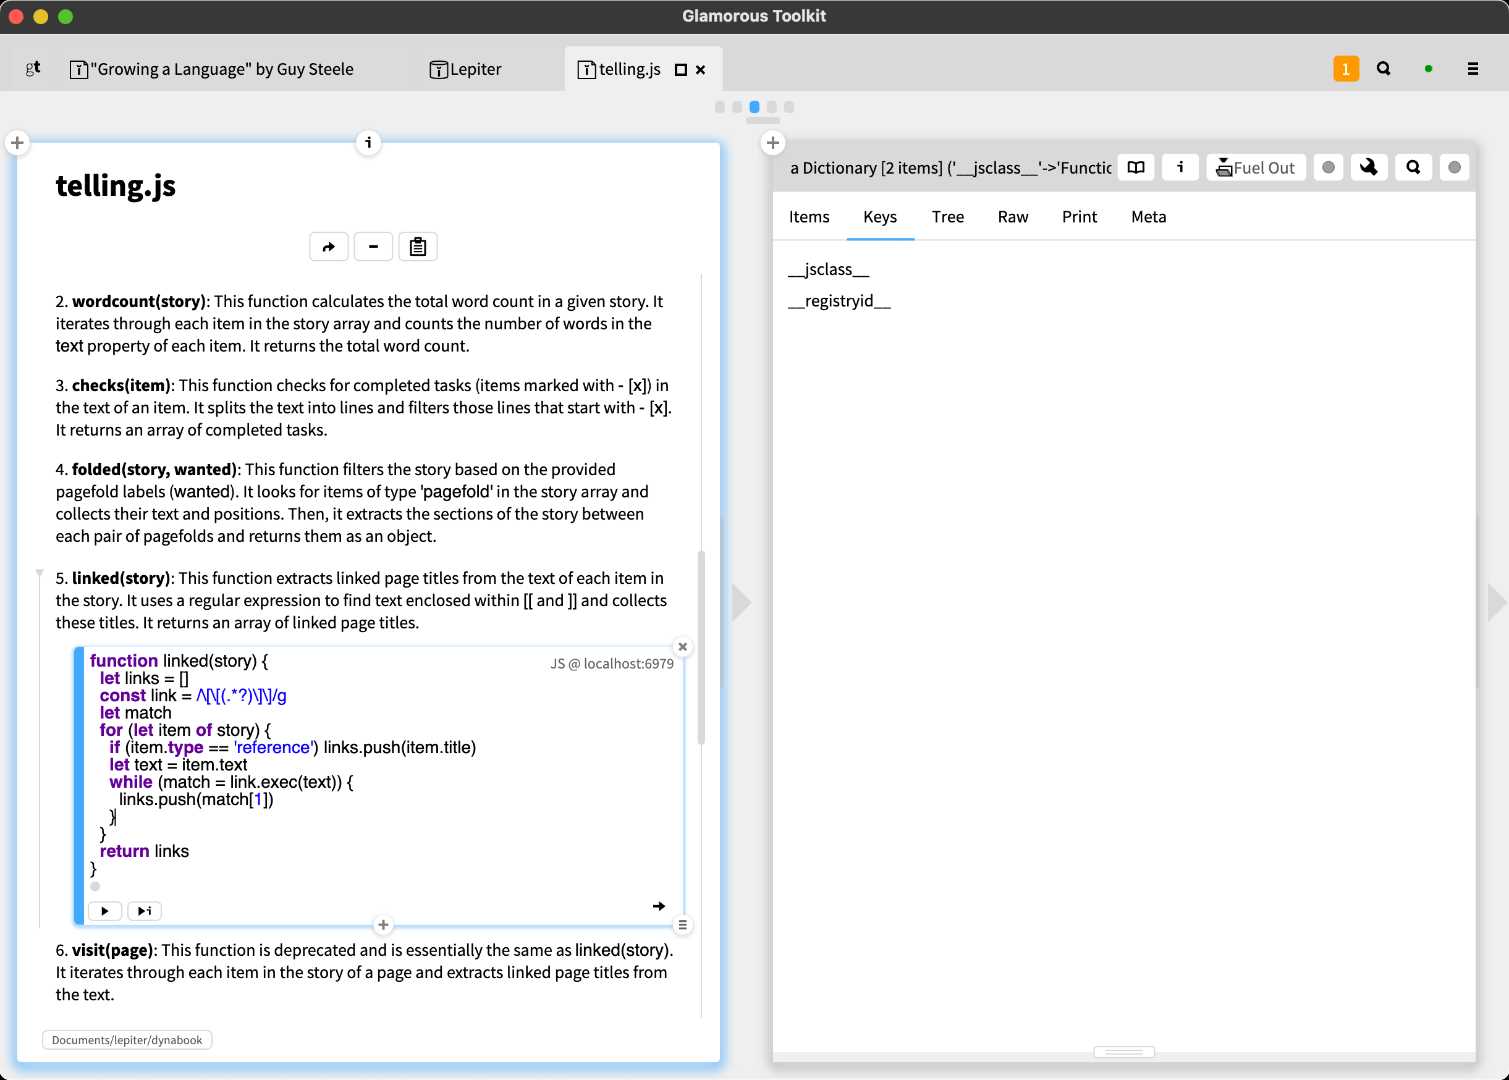 Glamorous Toolkit
gt
"Growing a Language" by Guy Steele
Lepiter
telling.js
1
telling.js
2. wordcount(story): This function calculates the total word count in a given story. It
iterates through each item in the story array and counts the number of words in the
text property of each item. It returns the total word count.
3. checks(item): This function checks for completed tasks (items marked with - [x]) in
the text of an item. It splits the text into lines and filters those lines that start with - [x].
It returns an array of completed tasks.
4. folded(story, wanted): This function filters the story based on the provided
pagefold labels (wanted). It looks for items of type 'pagefold' in the story array and
collects their text and positions. Then, it extracts the sections of the story between
each pair of pagefolds and returns them as an object.
5. linked(story): This function extracts linked page titles from the text of each item in
the story. It uses a regular expression to find text enclosed within [[ and ]] and collects
these titles. It returns an array of linked page titles.
JS @ localhost:6979
function linked(story) {
let links = []
const link = /\[\[(.*?)\]\]/g
let match
for (let item of story) {
if (item.type == 'reference') links.push(item.title)
let text = item.text
while (match = link.exec(text)) {
links.push(match[1])
}
}
return links
}
6. visit(page): This function is deprecated and is essentially the same as linked(story).
It iterates through each item in the story of a page and extracts linked page titles from
the text.
Documents/lepiter/dynabook
a Dictionary [2 items] ('__jsclass__'->'Functic
i
Fuel Out
Items
Keys
Tree
Raw
Print
Meta
__jsclass__
__registryid__